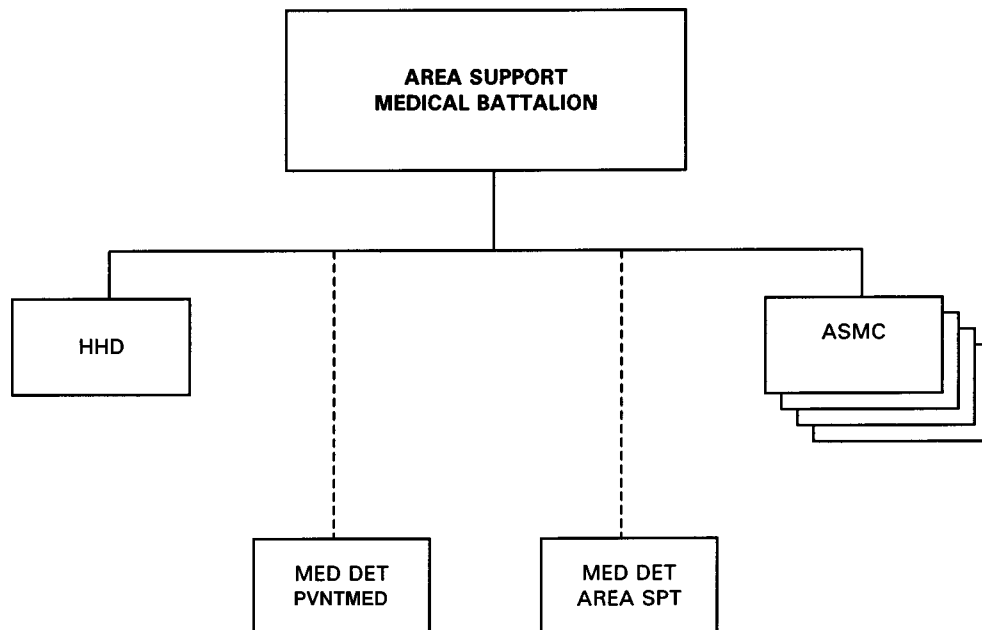 AREA SUPPORT
MEDICAL BATTALION
HHD
ASMC
MED DET
PVNTMED
MED DET
AREA SPT